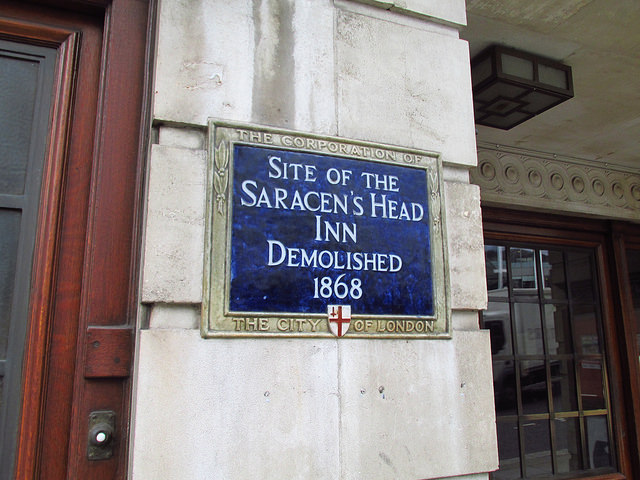 THE CORPORATION OF
SITE OF THE
SARACEN'S HEAD
INN
DEMOLISHED
1868
THE CITY OF LONDON